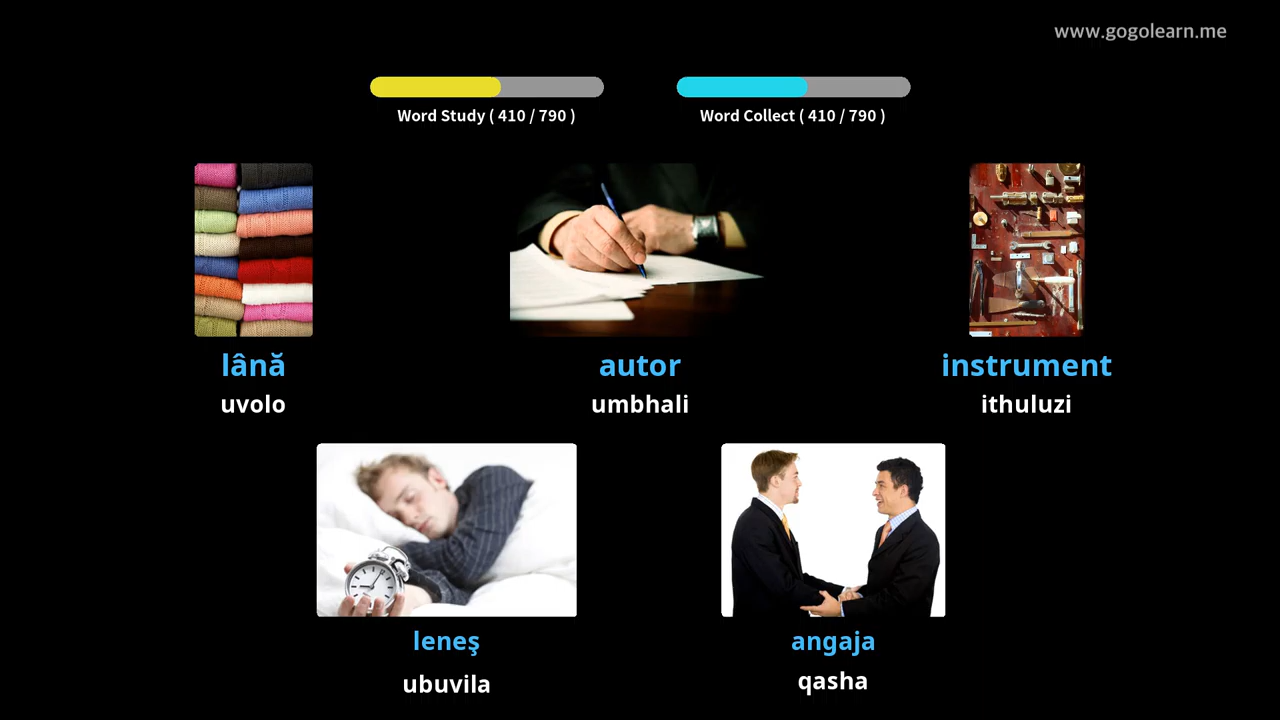 www.gogolearn.me
Word Study ( 410 / 790 )
Word Collect ( 410 / 790 )
lână
autor
instrument
uvolo
umbhali
ithuluzi
leneş
angaja
ubuvila
qasha